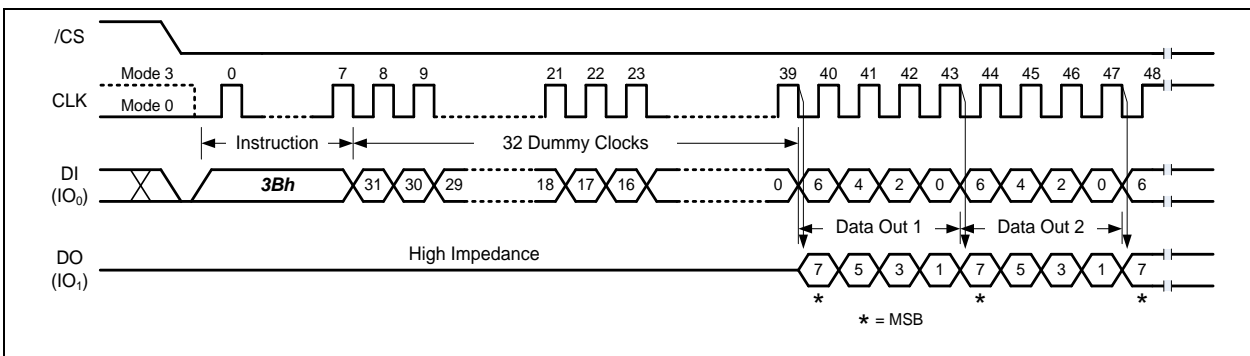 /CS
Mode 3 0 7 8 9 21 22 23 39 40 41 42 43 44 45 46 47 48
CLK
Mode 0
Instruction 32 Dummy Clocks
DI
(IO₀)
3Bh 31 30 29 18 17 16 0 6 4 2 0 6 4 2 0 6
Data Out 1 Data Out 2
DO
(IO₁)
High Impedance 7 5 3 1 7 5 3 1 7
* * *
* = MSB